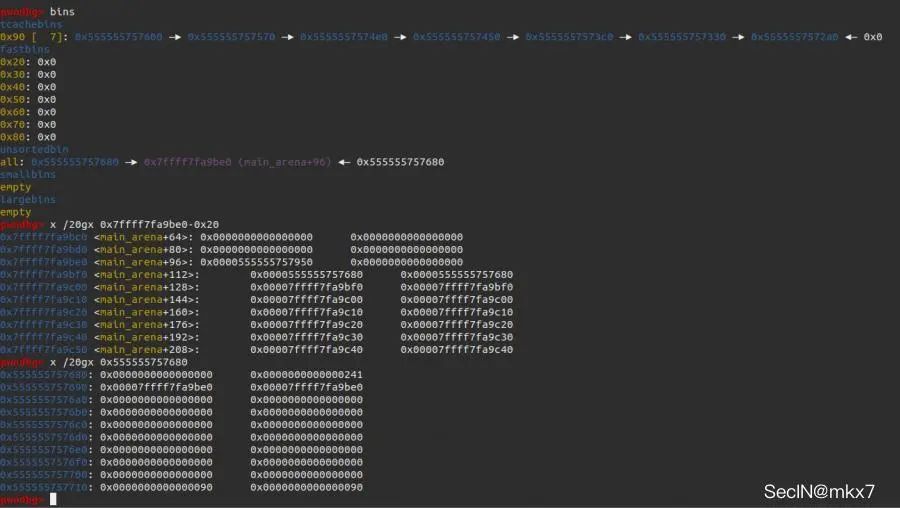 pwndbg> bins
tcachebins
0x90 [  7]: 0x555555757600 —▸ 0x555555757570 —▸ 0x5555557574e0 —▸ 0x555555757450 —▸ 0x5555557573c0 —▸ 0x555555757330 —▸ 0x5555557572a0 ◂— 0x0
fastbins
0x20: 0x0
0x30: 0x0
0x40: 0x0
0x50: 0x0
0x60: 0x0
0x70: 0x0
0x80: 0x0
unsortedbin
all: 0x555555757680 —▸ 0x7ffff7fa9be0 (main_arena+96) ◂— 0x555555757680
smallbins
empty
largebins
empty
pwndbg> x /20gx 0x7ffff7fa9be0-0x20
0x7ffff7fa9bc0 <main_arena+64>: 0x0000000000000000 0x0000000000000000
0x7ffff7fa9bd0 <main_arena+80>: 0x0000000000000000 0x0000000000000000
0x7ffff7fa9be0 <main_arena+96>: 0x0000555555757950 0x0000000000000000
0x7ffff7fa9bf0 <main_arena+112>: 0x0000555555757680 0x0000555555757680
0x7ffff7fa9c00 <main_arena+128>: 0x00007ffff7fa9bf0 0x00007ffff7fa9bf0
0x7ffff7fa9c10 <main_arena+144>: 0x00007ffff7fa9c00 0x00007ffff7fa9c00
0x7ffff7fa9c20 <main_arena+160>: 0x00007ffff7fa9c10 0x00007ffff7fa9c10
0x7ffff7fa9c30 <main_arena+176>: 0x00007ffff7fa9c20 0x00007ffff7fa9c20
0x7ffff7fa9c40 <main_arena+192>: 0x00007ffff7fa9c30 0x00007ffff7fa9c30
0x7ffff7fa9c50 <main_arena+208>: 0x00007ffff7fa9c40 0x00007ffff7fa9c40
pwndbg> x /20gx 0x555555757680
0x555555757680: 0x0000000000000000 0x0000000000000241
0x555555757690: 0x00007ffff7fa9be0 0x00007ffff7fa9be0
0x5555557576a0: 0x0000000000000000 0x0000000000000000
0x5555557576b0: 0x0000000000000000 0x0000000000000000
0x5555557576c0: 0x0000000000000000 0x0000000000000000
0x5555557576d0: 0x0000000000000000 0x0000000000000000
0x5555557576e0: 0x0000000000000000 0x0000000000000000
0x5555557576f0: 0x0000000000000000 0x0000000000000000
0x555555757700: 0x0000000000000000 0x0000000000000000
0x555555757710: 0x0000000000000090 0x0000000000000090
pwndbg>
SecIN@mkx7